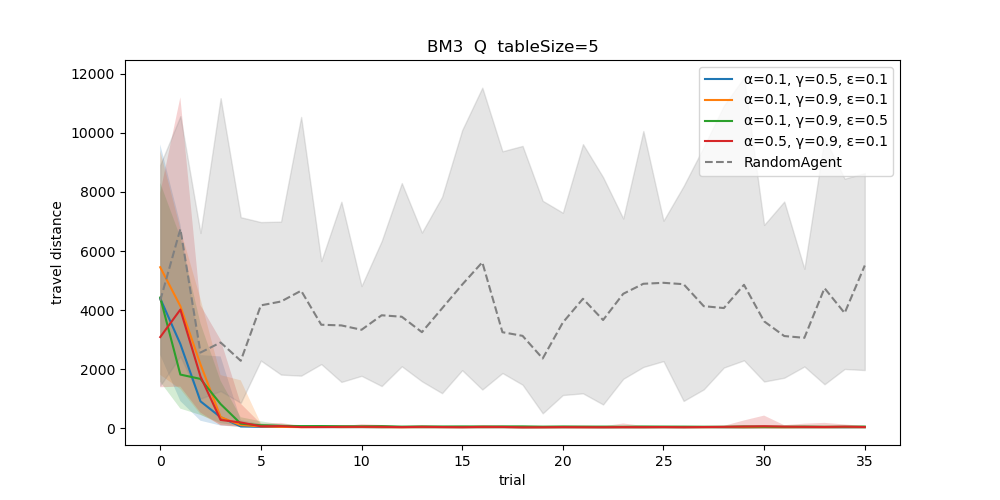 BM3  Q  tableSize=5
travel distance
12000
10000
8000
6000
4000
2000
0
α=0.1, γ=0.5, ε=0.1
α=0.1, γ=0.9, ε=0.1
α=0.1, γ=0.9, ε=0.5
α=0.5, γ=0.9, ε=0.1
RandomAgent
0 5 10 15 20 25 30 35
trial